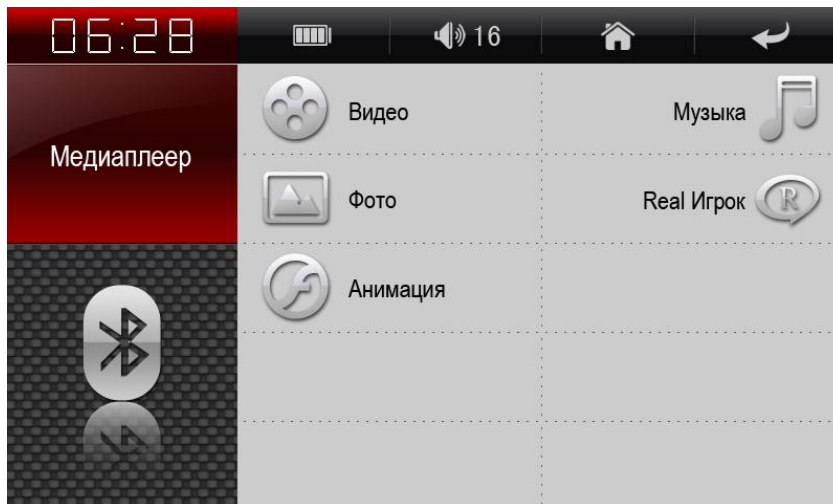 06:28
16
Медиаплеер
Видео
Музыка
Фото
Real Игрок
R
Анимация